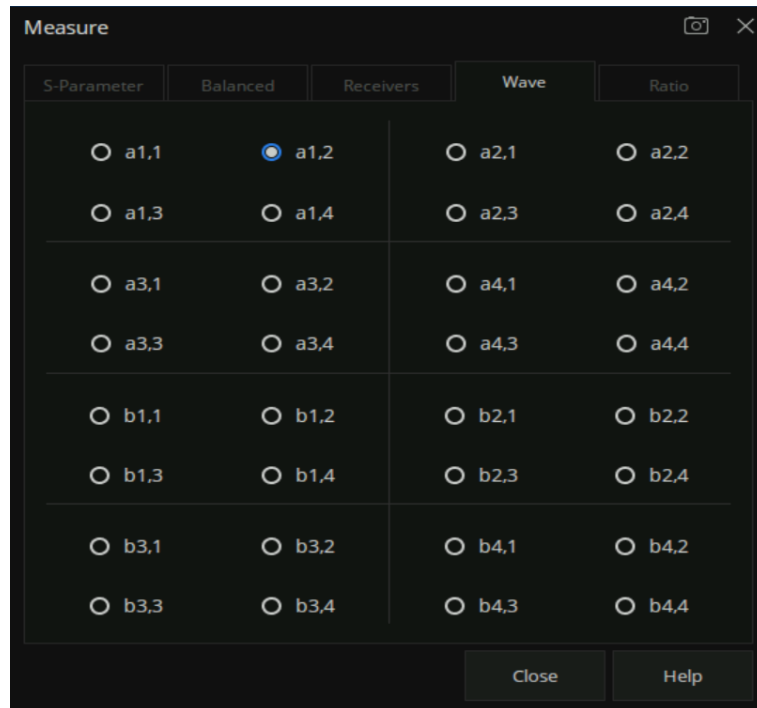 Measure
S-Parameter Balanced Receivers Wave Ratio
a1,1 a1,2 a2,1 a2,2
a1,3 a1,4 a2,3 a2,4
a3,1 a3,2 a4,1 a4,2
a3,3 a3,4 a4,3 a4,4
b1,1 b1,2 b2,1 b2,2
b1,3 b1,4 b2,3 b2,4
b3,1 b3,2 b4,1 b4,2
b3,3 b3,4 b4,3 b4,4
Close Help